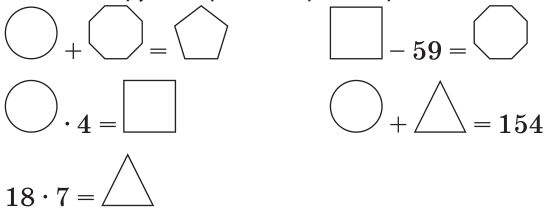 + =
− 59 =
· 4 =
+ = 154
18 · 7 =